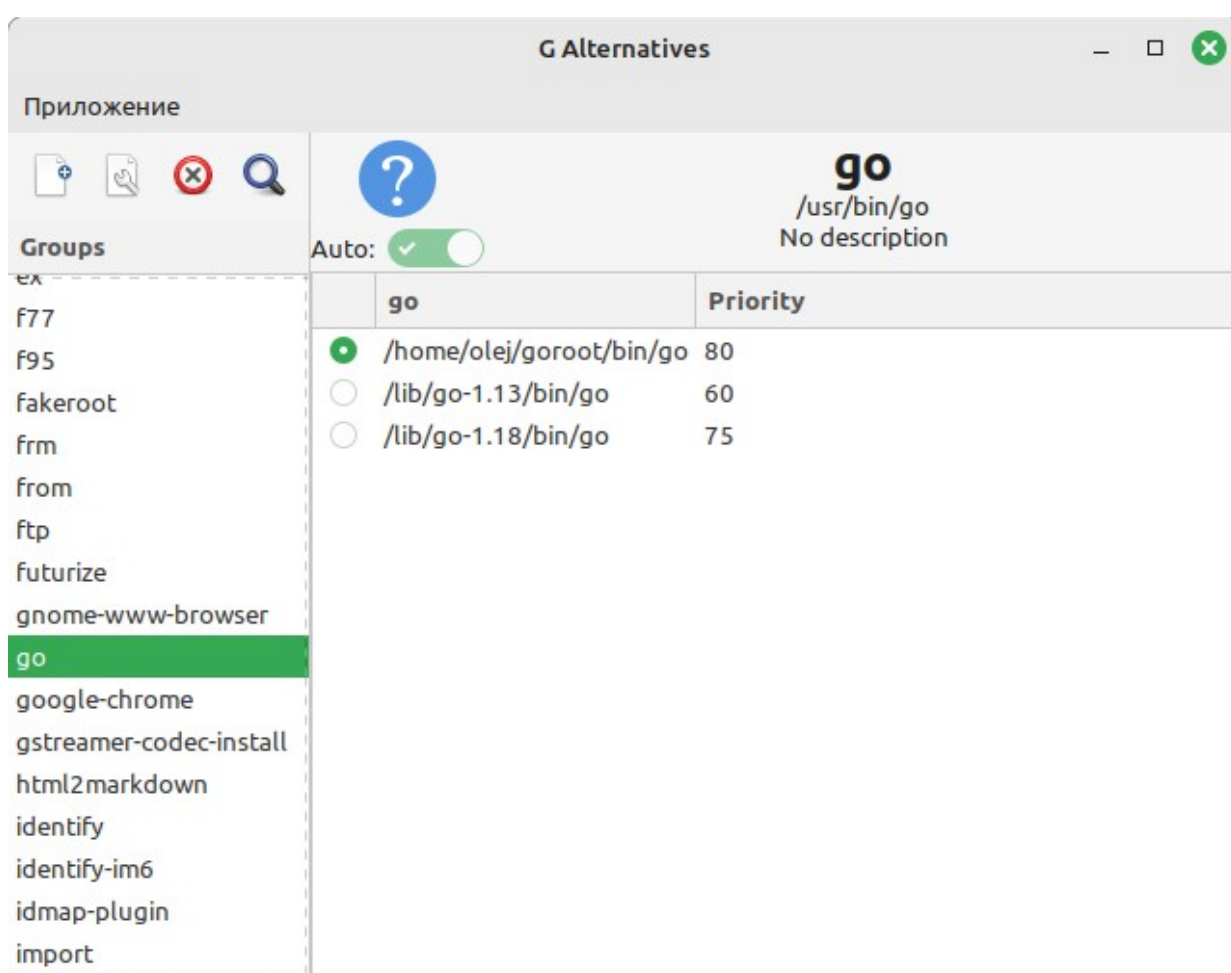 G Alternatives
Приложение
go
/usr/bin/go
No description
Auto:
Groups
ex
f77
f95
fakeroot
frm
from
ftp
futurize
gnome-www-browser
go
google-chrome
gstreamer-codec-install
html2markdown
identify
identify-im6
idmap-plugin
import
go Priority
/home/olej/goroot/bin/go 80
/lib/go-1.13/bin/go 60
/lib/go-1.18/bin/go 75